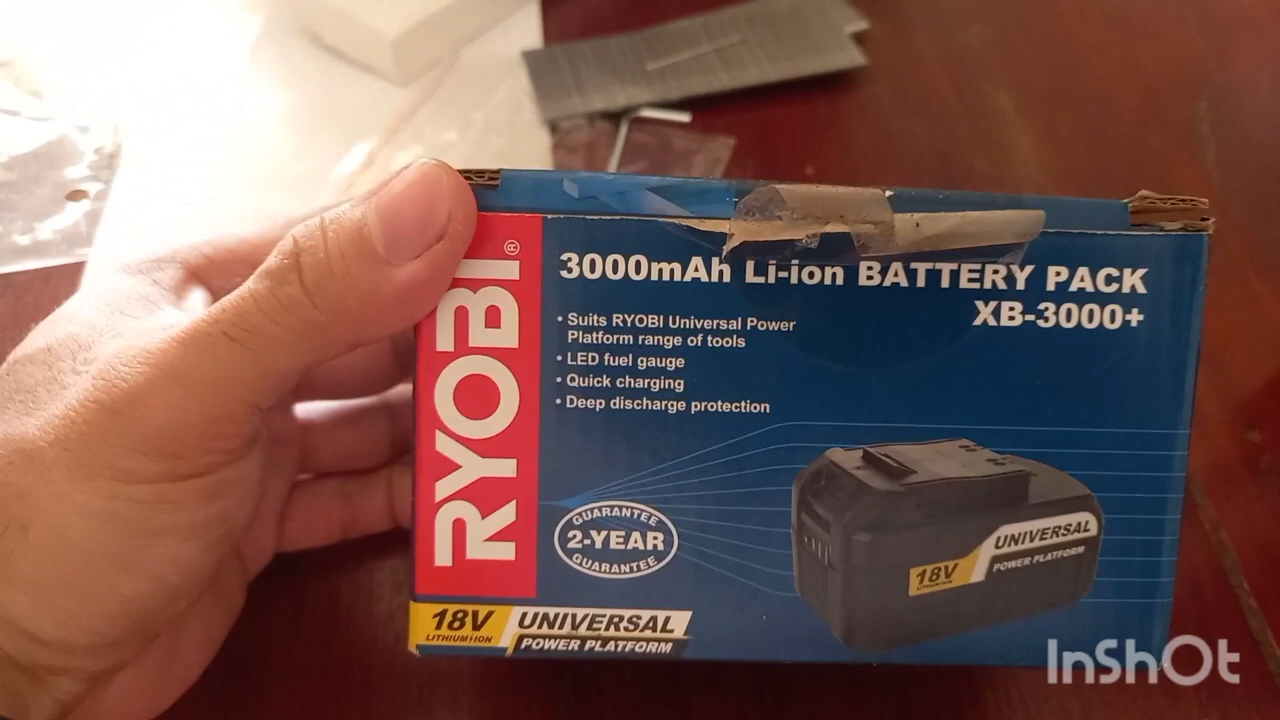 RYOBI®
3000mAh Li-ion BATTERY PACK
XB-3000+
• Suits RYOBI Universal Power
Platform range of tools
• LED fuel gauge
• Quick charging
• Deep discharge protection
GUARANTEE
2-YEAR
GUARANTEE
18V
LITHIUM ION
UNIVERSAL
POWER PLATFORM
18V
LITHIUM ION
UNIVERSAL
POWER PLATFORM
InShOt